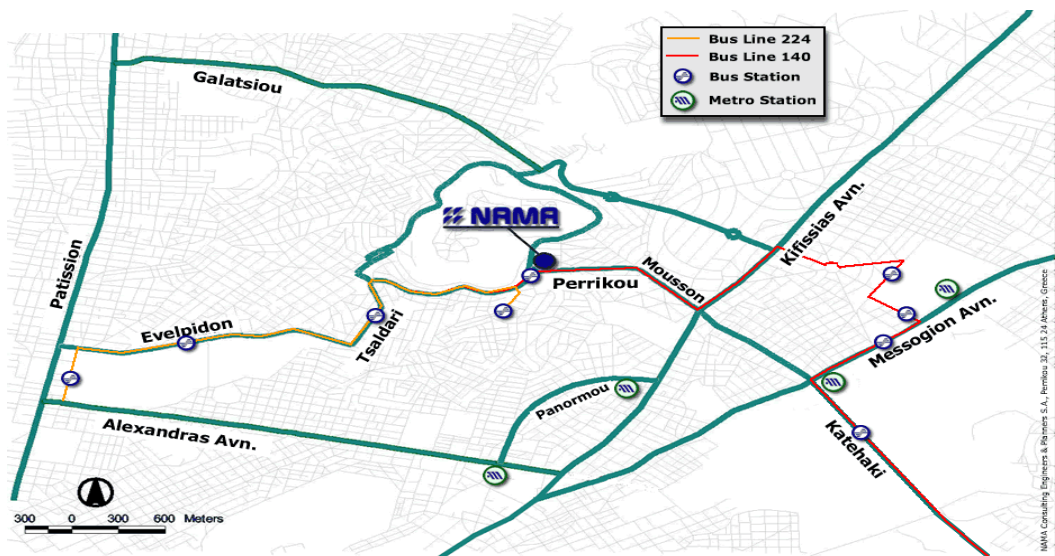 Bus Line 224
Bus Line 140
Bus Station
Metro Station
Galatsiou
NAMA
Kifissias Avn.
Patission
Mousson
Perrikou
Evelpidon
Tsaldari
Messogion Avn.
Panormou
Alexandras Avn.
Katehaki
300 0 300 600 Meters
NAMA Consulting Engineers & Planners S.A., Perrikou 32, 115 24 Athens, Greece